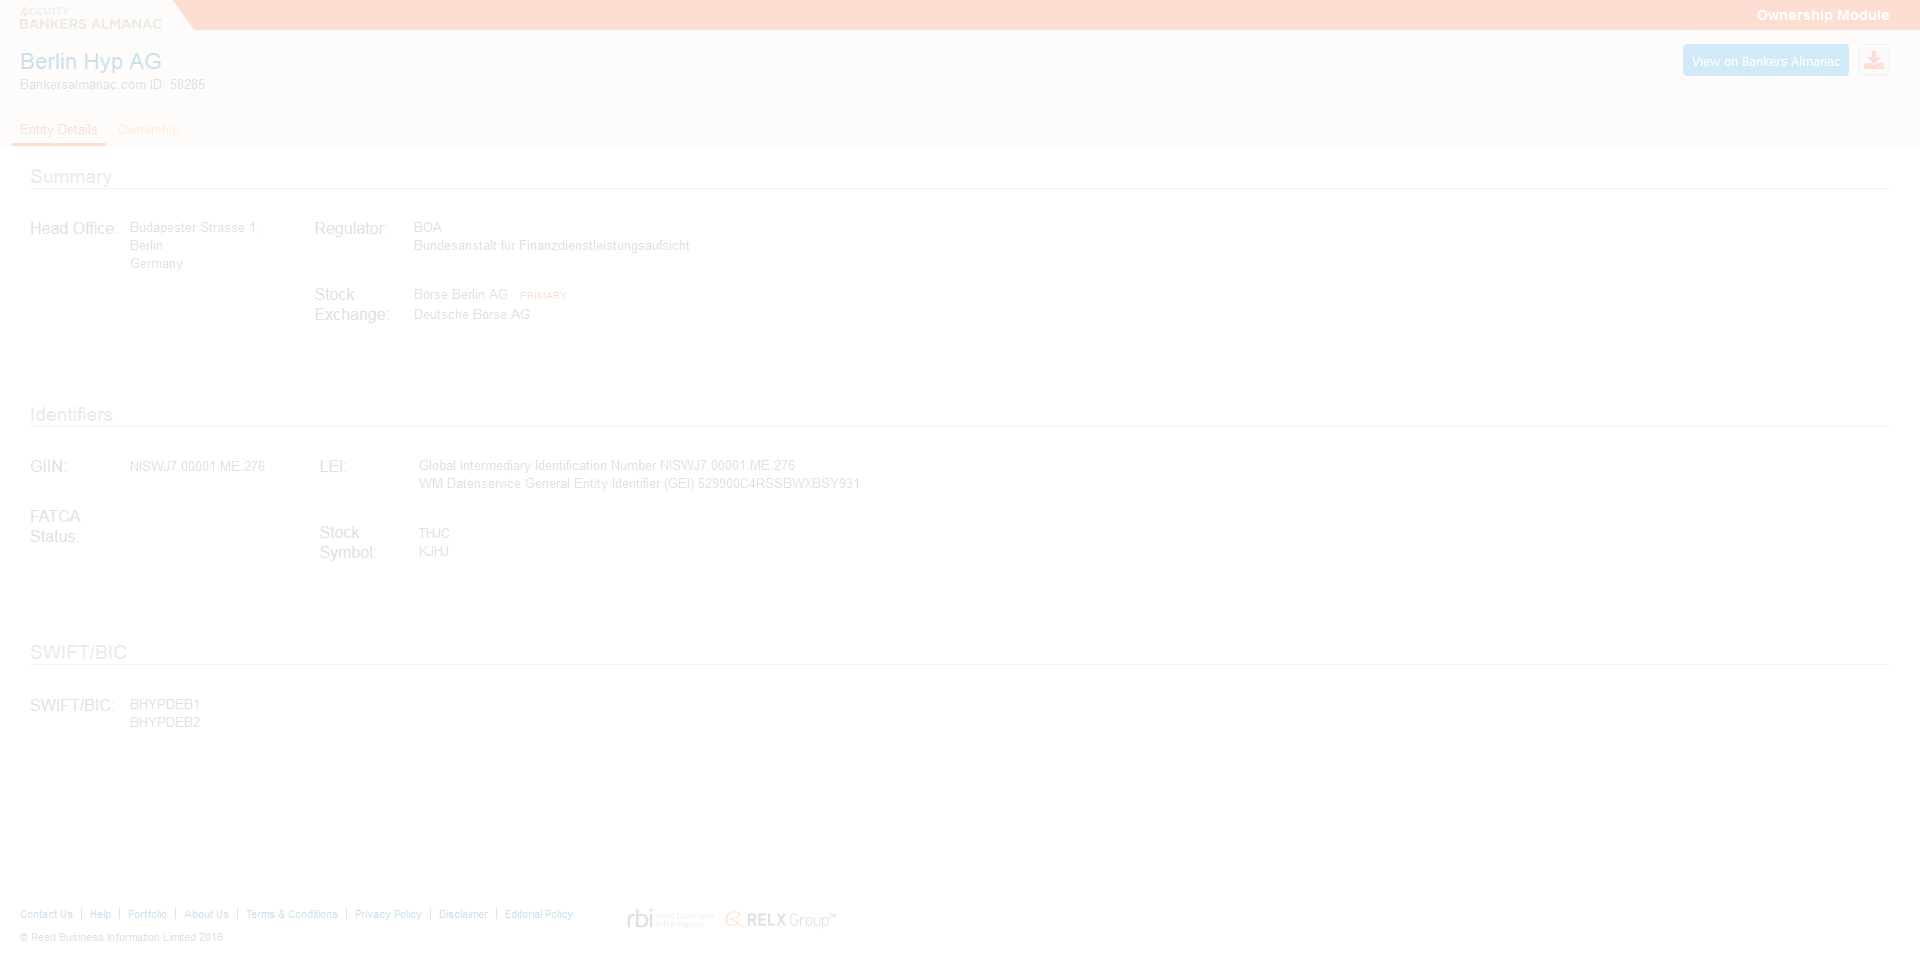 ACCUITY
BANKERS ALMANAC
Ownership Module
Berlin Hyp AG
View on Bankers Almanac
Bankersalmanac.com ID: 58285
Entity Details Ownership
Summary
Head Office: Budapester Strasse 1,
Berlin,
Germany
Regulator: BOA
Bundesanstalt für Finanzdienstleistungsaufsicht
Stock Exchange: Börse Berlin AG PRIMARY
Deutsche Börse AG
Identifiers
GIIN: NISWJ7.00001.ME.276
LEI: Global Intermediary Identification Number NISWJ7.00001.ME.276
WM Datenservice General Entity Identifier (GEI) 529900C4RSSBWXBSY931
FATCA
Status:
Stock Symbol: THJC
KJHJ
SWIFT/BIC
SWIFT/BIC: BHYPDEB1
BHYPDEB2
Contact Us | Help | Portfolio | About Us | Terms & Conditions | Privacy Policy | Disclaimer | Editorial Policy
rbi reed business information RELX Group™
© Reed Business Information Limited 2016